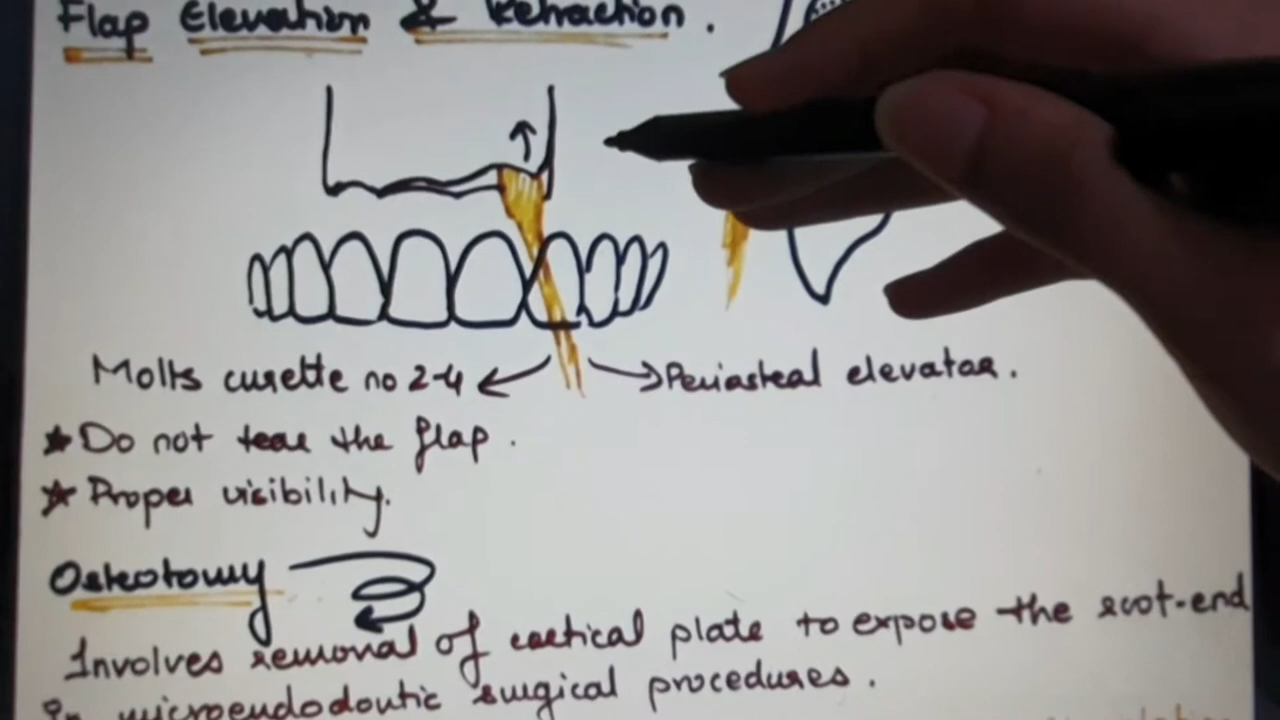 Flap Elevation & Retraction.
Molts curette no 2-4
Periosteal elevator.
★ Do not tear the flap.
★ Proper visibility.
Osteotomy
Involves removal of cortical plate to expose the root-end
in microendodontic surgical procedures.